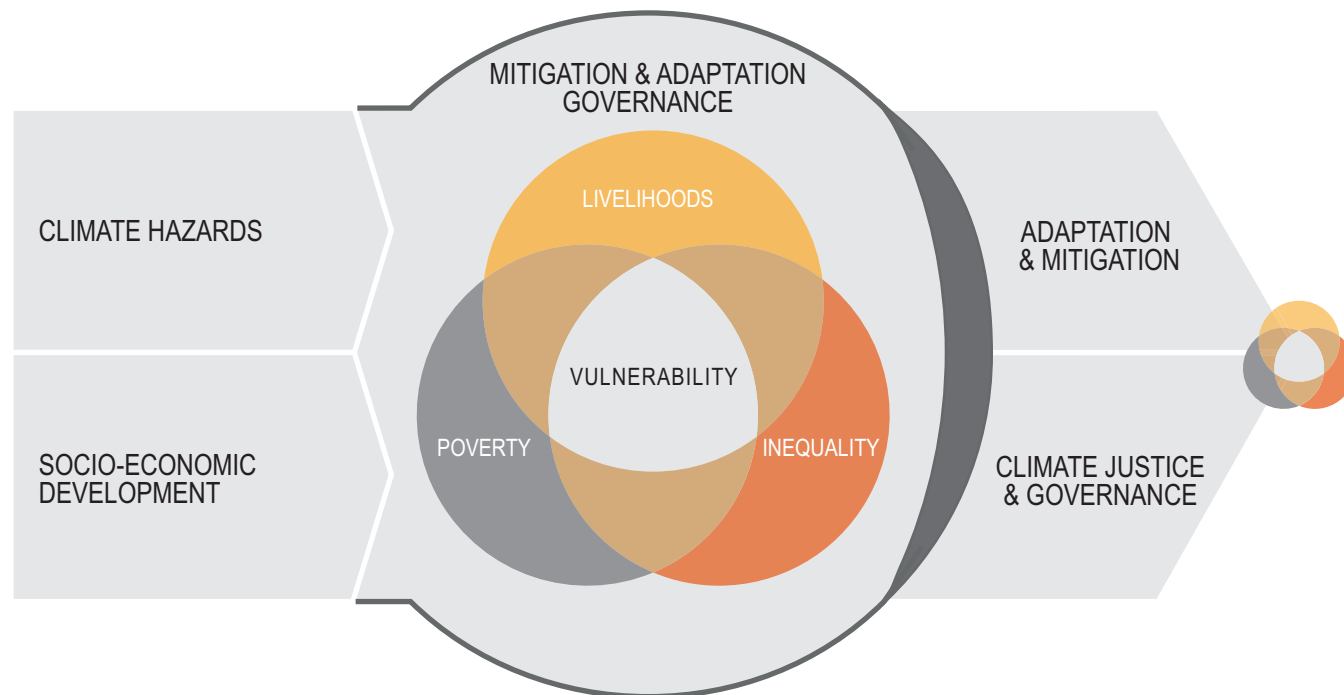 MITIGATION & ADAPTATION
GOVERNANCE
CLIMATE HAZARDS
SOCIO-ECONOMIC
DEVELOPMENT
LIVELIHOODS
VULNERABILITY
POVERTY
INEQUALITY
ADAPTATION
& MITIGATION
CLIMATE JUSTICE
& GOVERNANCE